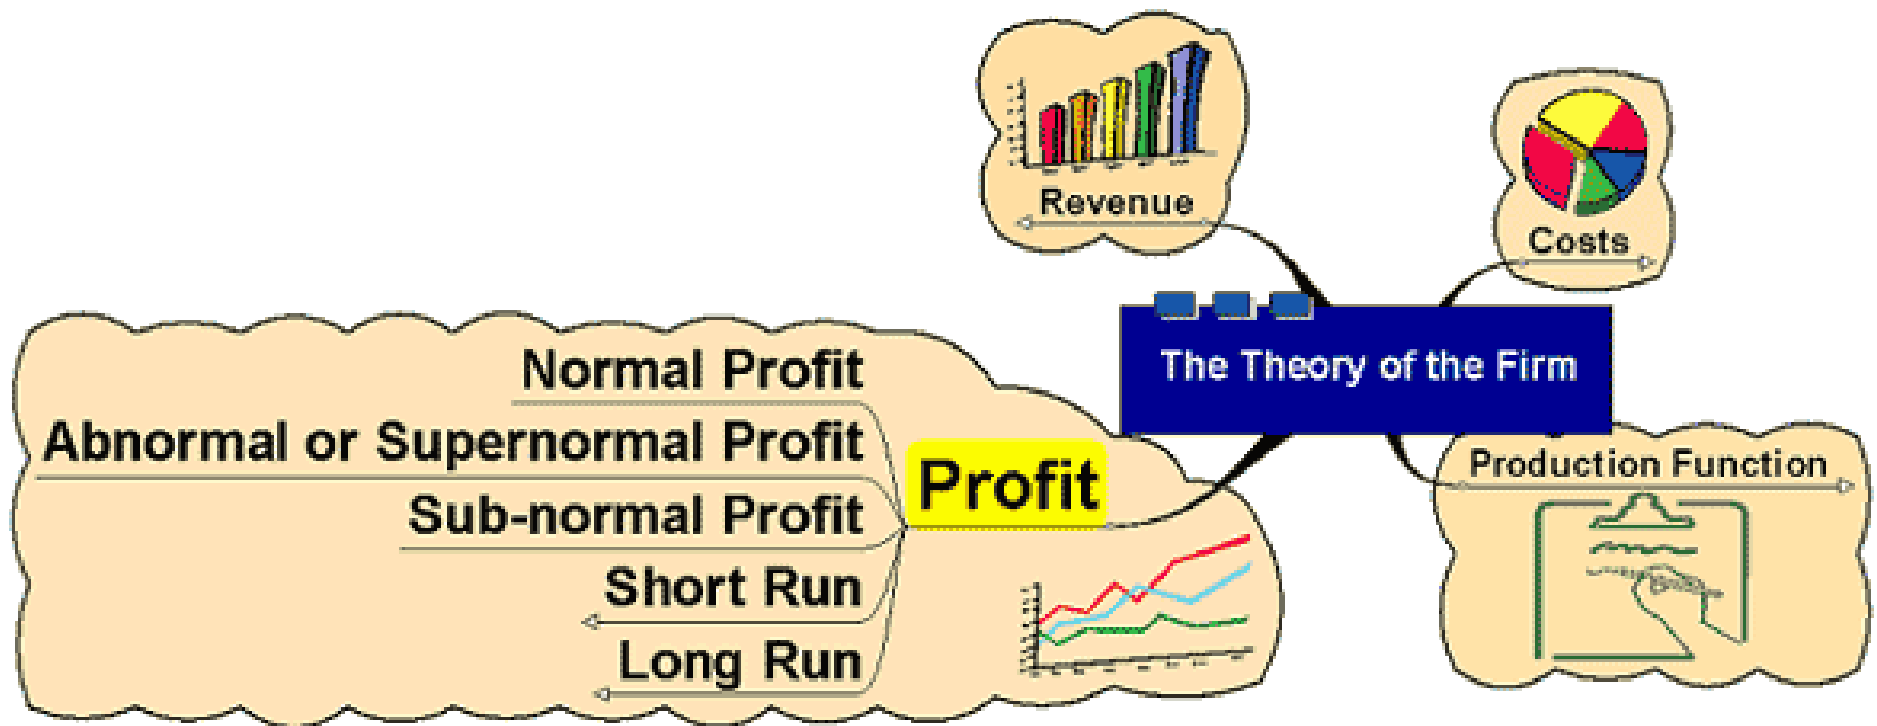 Revenue
Costs
The Theory of the Firm
Normal Profit
Abnormal or Supernormal Profit
Profit
Sub-normal Profit
Short Run
Long Run
Production Function